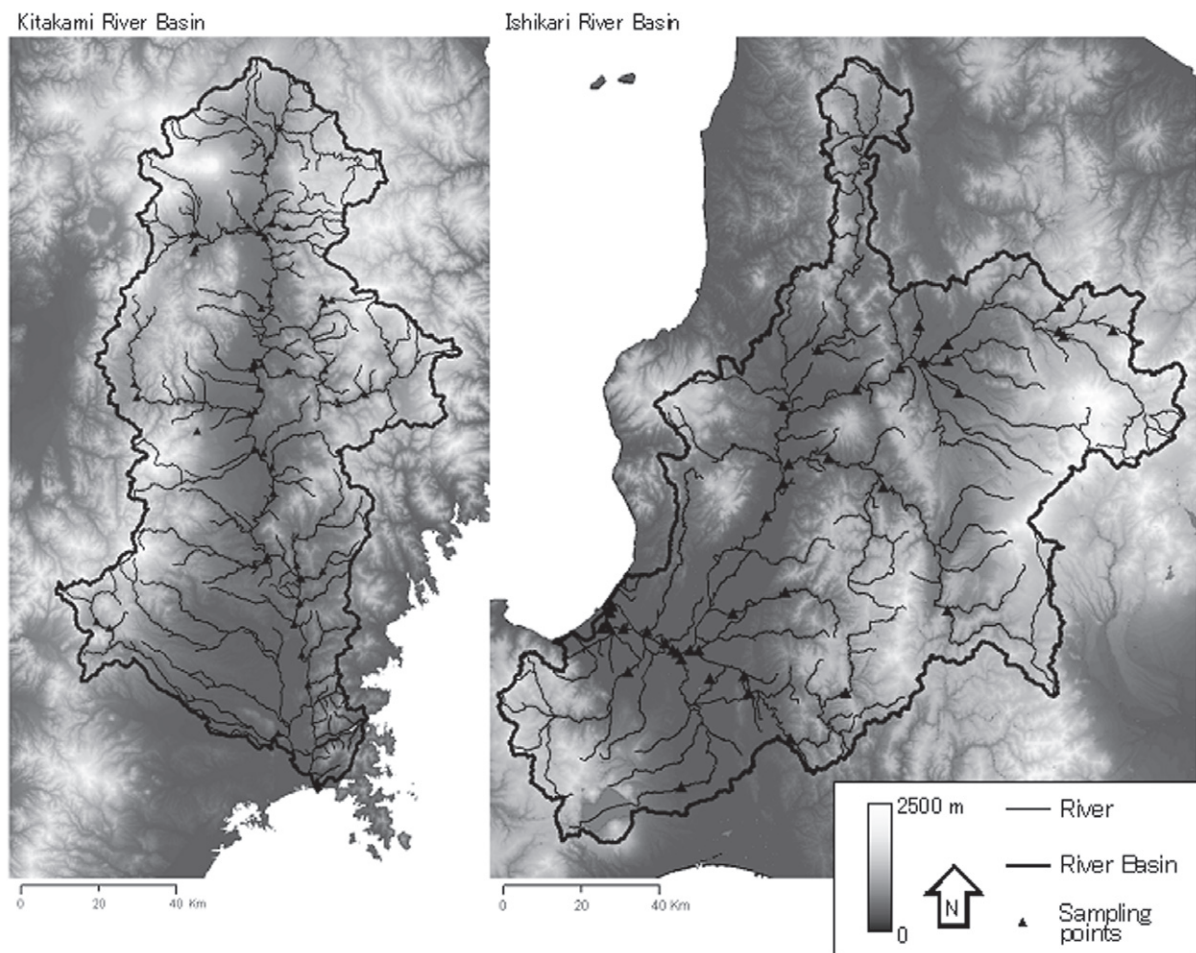 Kitakami River Basin
Ishikari River Basin
2500 m
0
N
River
River Basin
Sampling
points
0 20 40 Km
0 20 40 Km